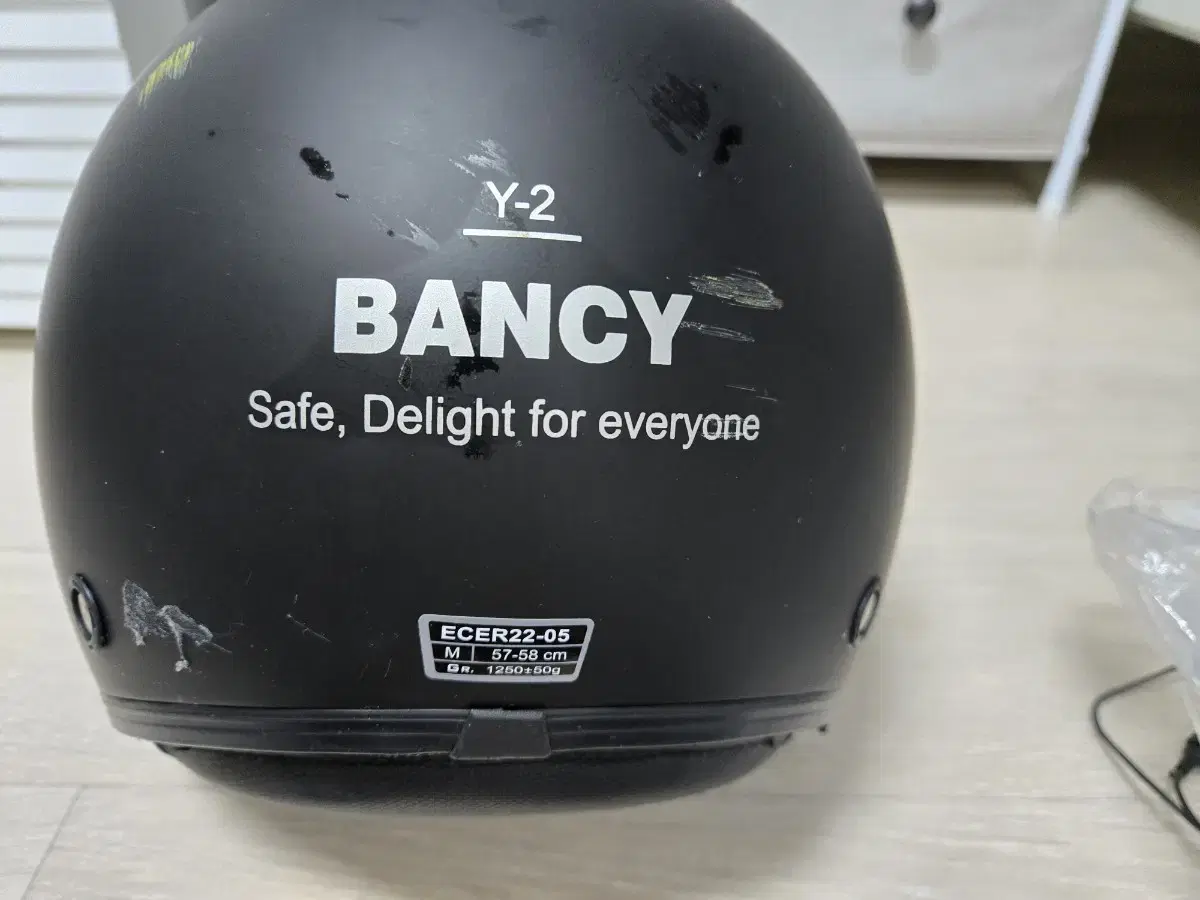 Y-2
BANCY
Safe, Delight for everyone
ECER22-05
M 57-58 cm
GR. 1250±50g